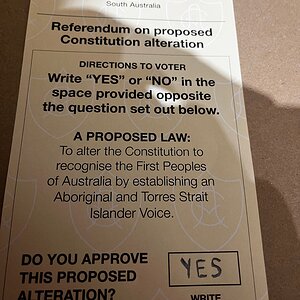 South Australia
Referendum on proposed
Constitution alteration
DIRECTIONS TO VOTER
Write “YES” or “NO” in the
space provided opposite
the question set out below.
A PROPOSED LAW:
To alter the Constitution to
recognise the First Peoples
of Australia by establishing an
Aboriginal and Torres Strait
Islander Voice.
DO YOU APPROVE
THIS PROPOSED
ALTERATION?
YES
WRITE